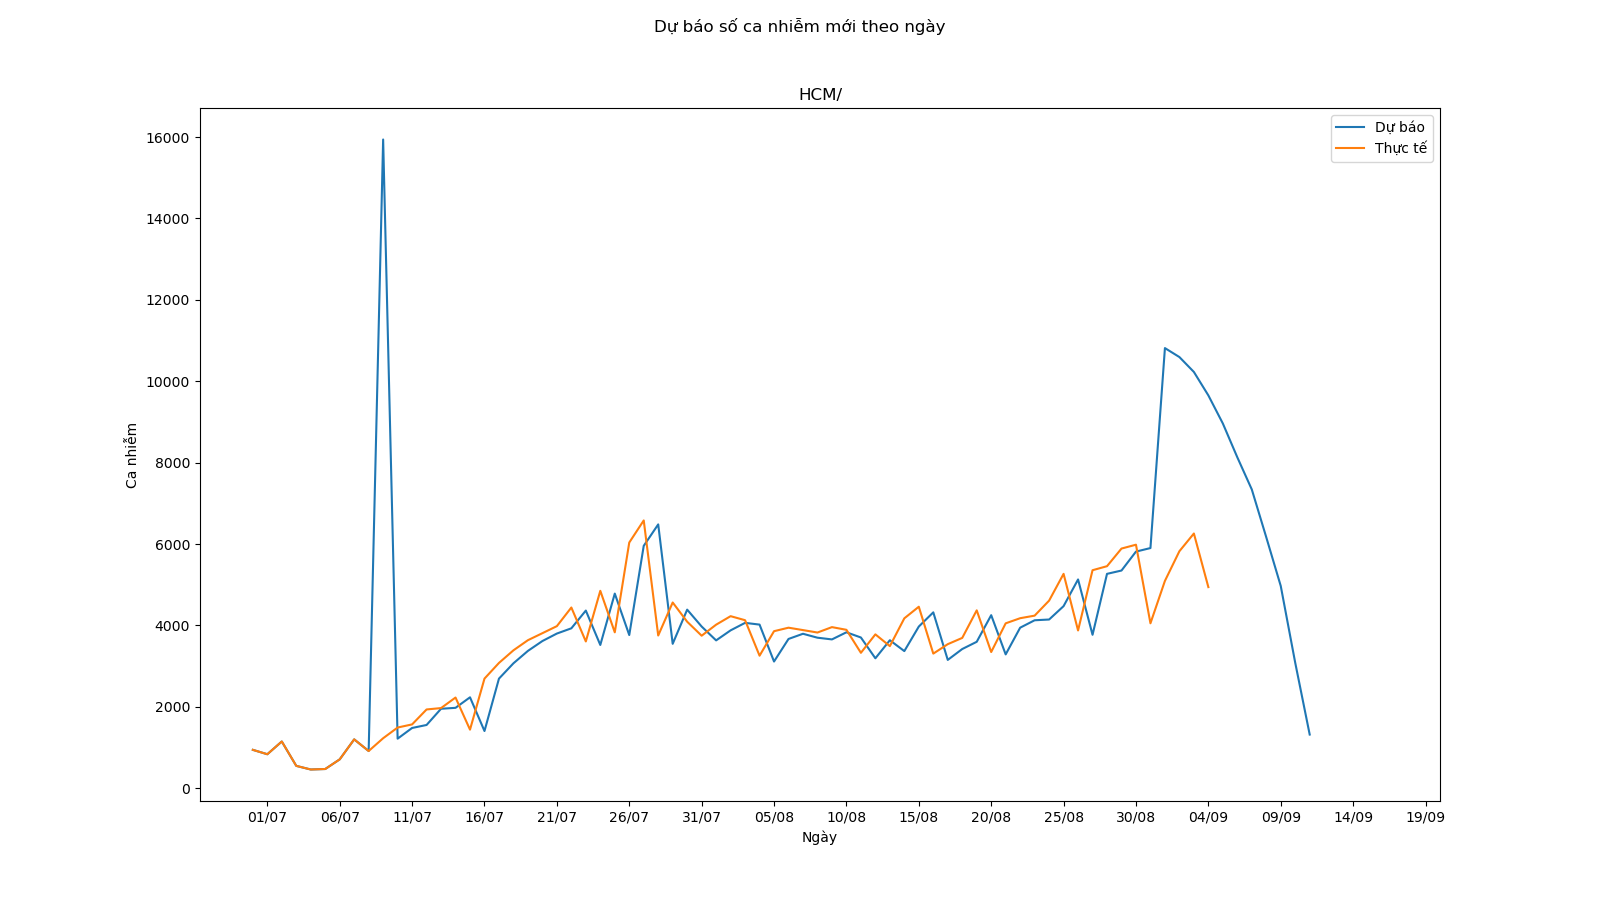 Dự báo số ca nhiễm mới theo ngày
HCM/
Dự báo
Thực tế
16000
14000
12000
10000
8000
6000
4000
2000
0
Ca nhiễm
01/07 06/07 11/07 16/07 21/07 26/07 31/07 05/08 10/08 15/08 20/08 25/08 30/08 04/09 09/09 14/09 19/09
Ngày